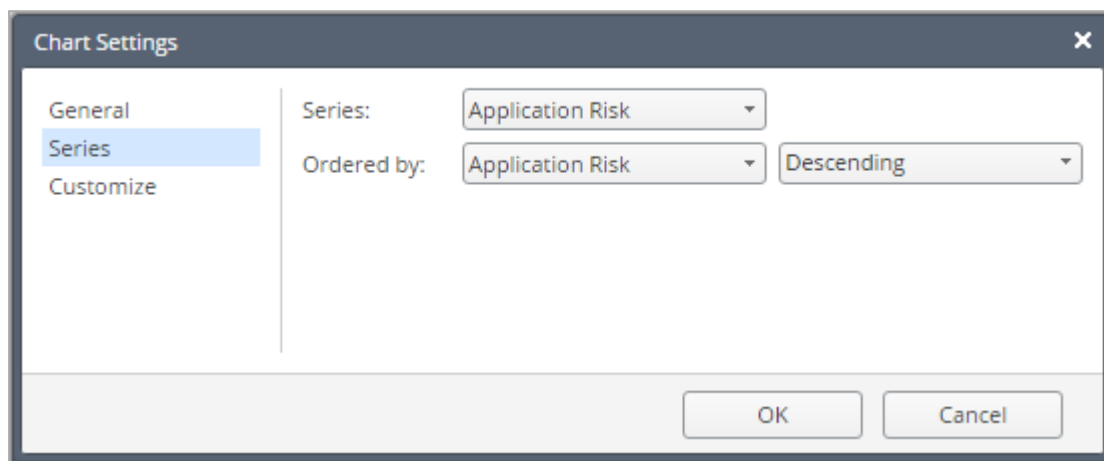 Chart Settings
General
Series
Customize
Series: Application Risk
Ordered by: Application Risk Descending
OK Cancel